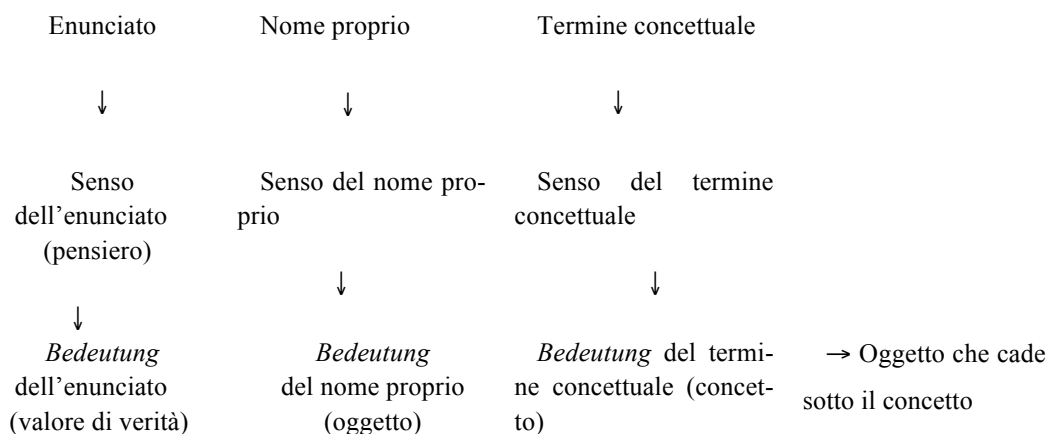 Enunciato Nome proprio Termine concettuale
↓ ↓ ↓
Senso
dell’enunciato
(pensiero)
Senso del nome pro-
prio
Senso del termine
concettuale
↓ ↓ ↓
Bedeutung
dell’enunciato
(valore di verità)
Bedeutung
del nome proprio
(oggetto)
Bedeutung del termi-
ne concettuale (concet-
to)
→ Oggetto che cade
sotto il concetto